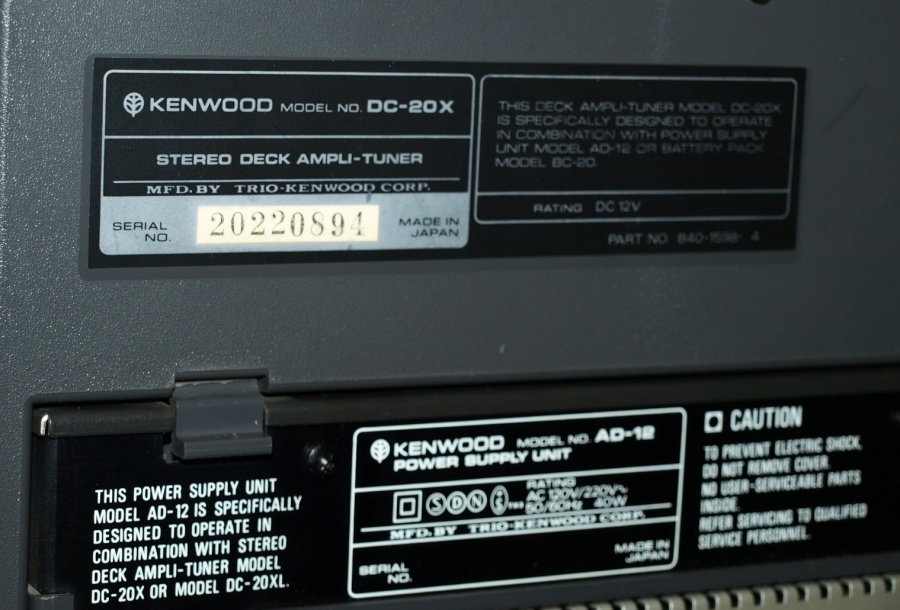 KENWOOD MODEL NO. DC-20X
STEREO DECK AMPLI-TUNER
MFD. BY TRIO-KENWOOD CORP.
SERIAL NO. 20220894 MADE IN JAPAN
THIS DECK AMPLI-TUNER MODEL DC-20X
IS SPECIFICALLY DESIGNED TO OPERATE
IN COMBINATION WITH POWER SUPPLY
UNIT MODEL AD-12 OR BATTERY PACK
MODEL BC-20.
RATING DC 12V
PART NO B40-1598- 4
THIS POWER SUPPLY UNIT
MODEL AD-12 IS SPECIFICALLY
DESIGNED TO OPERATE IN
COMBINATION WITH STEREO
DECK AMPLI-TUNER MODEL
DC-20X OR MODEL DC-20XL.
KENWOOD MODEL NO. AD-12
POWER SUPPLY UNIT
S D N
RATING
AC 120V/220V~
50/60Hz 40W
MFD. BY TRIO-KENWOOD CORP.
SERIAL NO.
MADE IN JAPAN
CAUTION
TO PREVENT ELECTRIC SHOCK,
DO NOT REMOVE COVER.
NO USER-SERVICEABLE PARTS
INSIDE.
REFER SERVICING TO QUALIFIED
SERVICE PERSONNEL.